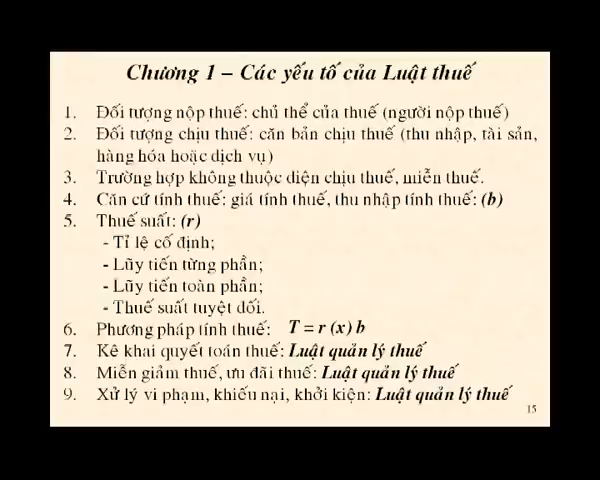 Chương 1 – Các yếu tố của Luật thuế
1. Đối tượng nộp thuế: chủ thể của thuế (người nộp thuế)
2. Đối tượng chịu thuế: căn bản chịu thuế (thu nhập, tài sản,
hàng hóa hoặc dịch vụ)
3. Trường hợp không thuộc diện chịu thuế, miễn thuế.
4. Căn cứ tính thuế: giá tính thuế, thu nhập tính thuế: (b)
5. Thuế suất: (r)
- Tỉ lệ cố định;
- Lũy tiến từng phần;
- Lũy tiến toàn phần;
- Thuế suất tuyệt đối.
6. Phương pháp tính thuế: T = r (x) b
7. Kê khai quyết toán thuế: Luật quản lý thuế
8. Miễn giảm thuế, ưu đãi thuế: Luật quản lý thuế
9. Xử lý vi phạm, khiếu nại, khởi kiện: Luật quản lý thuế
15